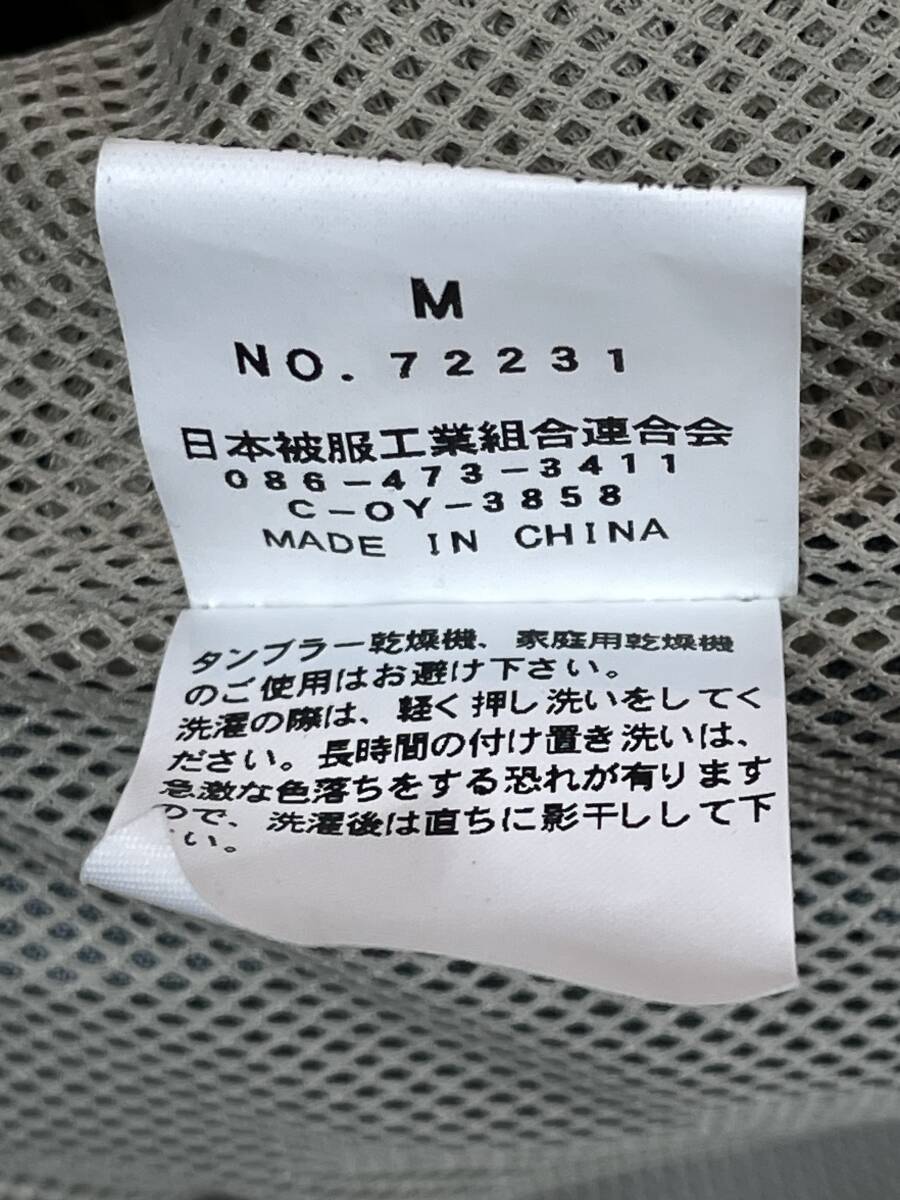 M
NO. 72231
日本被服工業組合連合会
086-473-3411
C-OY-3858
MADE IN CHINA
タンブラー乾燥機、家庭用乾燥機
のご使用はお避け下さい。
洗濯の際は、軽く押し洗いをしてく
ださい。長時間の付け置き洗いは、
急激な色落ちをする恐れが有ります
ので、洗濯後は直ちに影干しして下
さい。